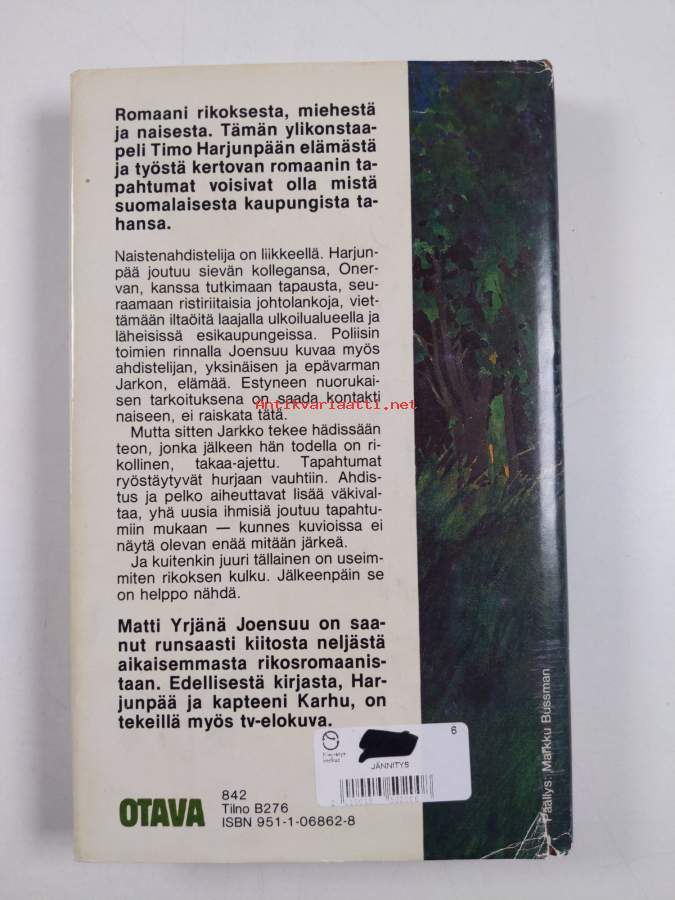 Romaani rikoksesta, miehestä
ja naisesta. Tämän ylikonstaa-
peli Timo Harjunpään elämästä
ja työstä kertovan romaanin ta-
pahtumat voisivat olla mistä
suomalaisesta kaupungista ta-
hansa.
Naistenahdistelija on liikkeellä. Harjun-
pää joutuu sievän kollegansa, Oner-
van, kanssa tutkimaan tapausta, seu-
raamaan ristiriitaisia johtolankoja, viet-
tämään iltaöitä laajalla ulkoilualueella ja
läheisissä esikaupungeissa. Poliisin
toimien rinnalla Joensuu kuvaa myös
ahdistelijan, yksinäisen ja epävarman
Jarkon, elämää. Estyneen nuorukai-
sen tarkoituksena on saada kontakti
naiseen, ei raiskata tätä.
Antikvariaatti.net
Mutta sitten Jarkko tekee hädissään
teon, jonka jälkeen hän todella on ri-
kollinen, takaa-ajettu. Tapahtumat
ryöstäytyvät hurjaan vauhtiin. Ahdis-
tus ja pelko aiheuttavat lisää väkival-
taa, yhä uusia ihmisiä joutuu tapahtu-
miin mukaan — kunnes kuvioissa ei
näytä olevan enää mitään järkeä.
Ja kuitenkin juuri tällainen on useim-
miten rikoksen kulku. Jälkeenpäin se
on helppo nähdä.
Matti Yrjänä Joensuu on saa-
nut runsaasti kiitosta neljästä
aikaisemmasta rikosromaanis-
taan. Edellisestä kirjasta, Har-
junpää ja kapteeni Karhu, on
tekeillä myös tv-elokuva.
6
JÄNNITYS
OTAVA
842
Tilno B276
ISBN 951-1-06862-8
Päällys: Markku Bussman